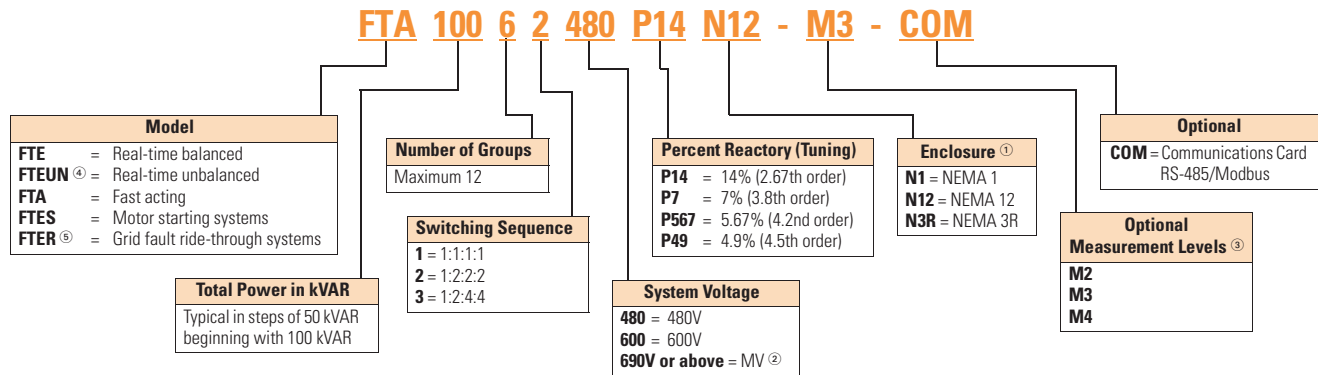 FTA 100 6 2 480 P14 N12 - M3 - COM
Model
FTE = Real-time balanced
FTEUN ④ = Real-time unbalanced
FTA = Fast acting
FTES = Motor starting systems
FTER ⑤ = Grid fault ride-through systems
Total Power in kVAR
Typical in steps of 50 kVAR
beginning with 100 kVAR
Number of Groups
Maximum 12
Switching Sequence
1 = 1:1:1:1
2 = 1:2:2:2
3 = 1:2:4:4
System Voltage
480 = 480V
600 = 600V
690V or above = MV ②
Percent Reactory (Tuning)
P14 = 14% (2.67th order)
P7 = 7% (3.8th order)
P567 = 5.67% (4.2nd order)
P49 = 4.9% (4.5th order)
Enclosure ①
N1 = NEMA 1
N12 = NEMA 12
N3R = NEMA 3R
Optional
Measurement Levels ③
M2
M3
M4
Optional
COM = Communications Card
RS-485/Modbus